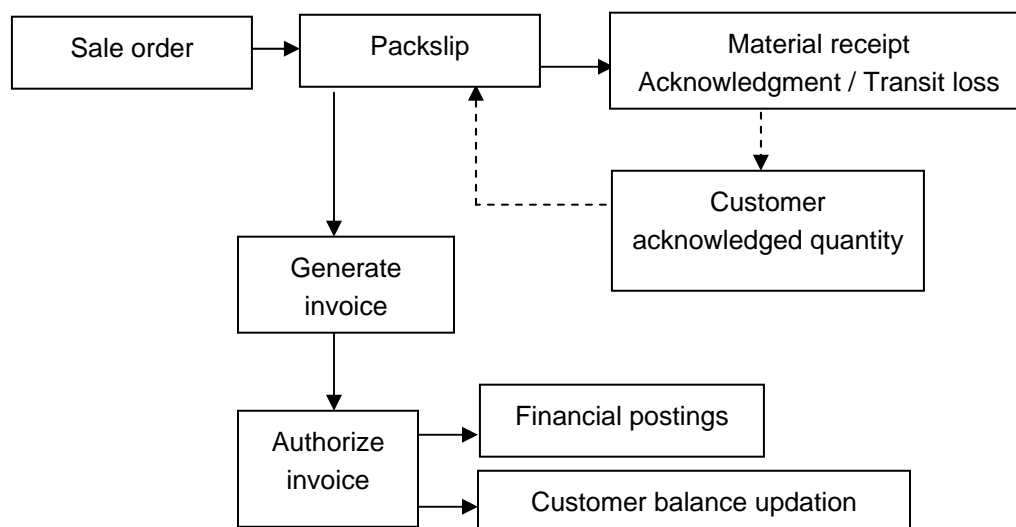 Sale order
Packslip
Material receipt
Acknowledgment / Transit loss
Customer
acknowledged quantity
Generate
invoice
Authorize
invoice
Financial postings
Customer balance updation